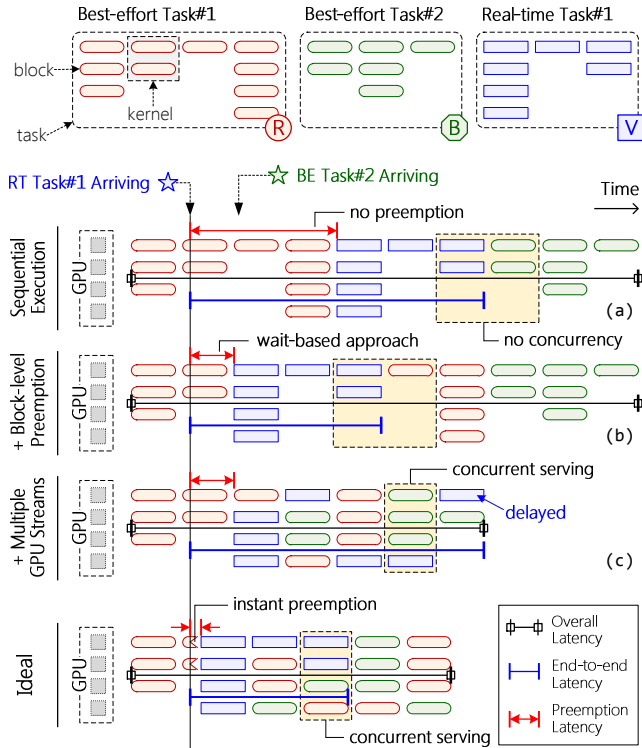 Best-effort Task#1
Best-effort Task#2
Real-time Task#1
block
kernel
task
R
B
V
RT Task#1 Arriving
BE Task#2 Arriving
Time
no preemption
Sequential
Execution
GPU
(a)
no concurrency
wait-based approach
+ Block-level
Preemption
GPU
(b)
concurrent serving
+ Multiple
GPU Streams
GPU
delayed
(c)
instant preemption
Ideal
GPU
concurrent serving
Overall
Latency
End-to-end
Latency
Preemption
Latency